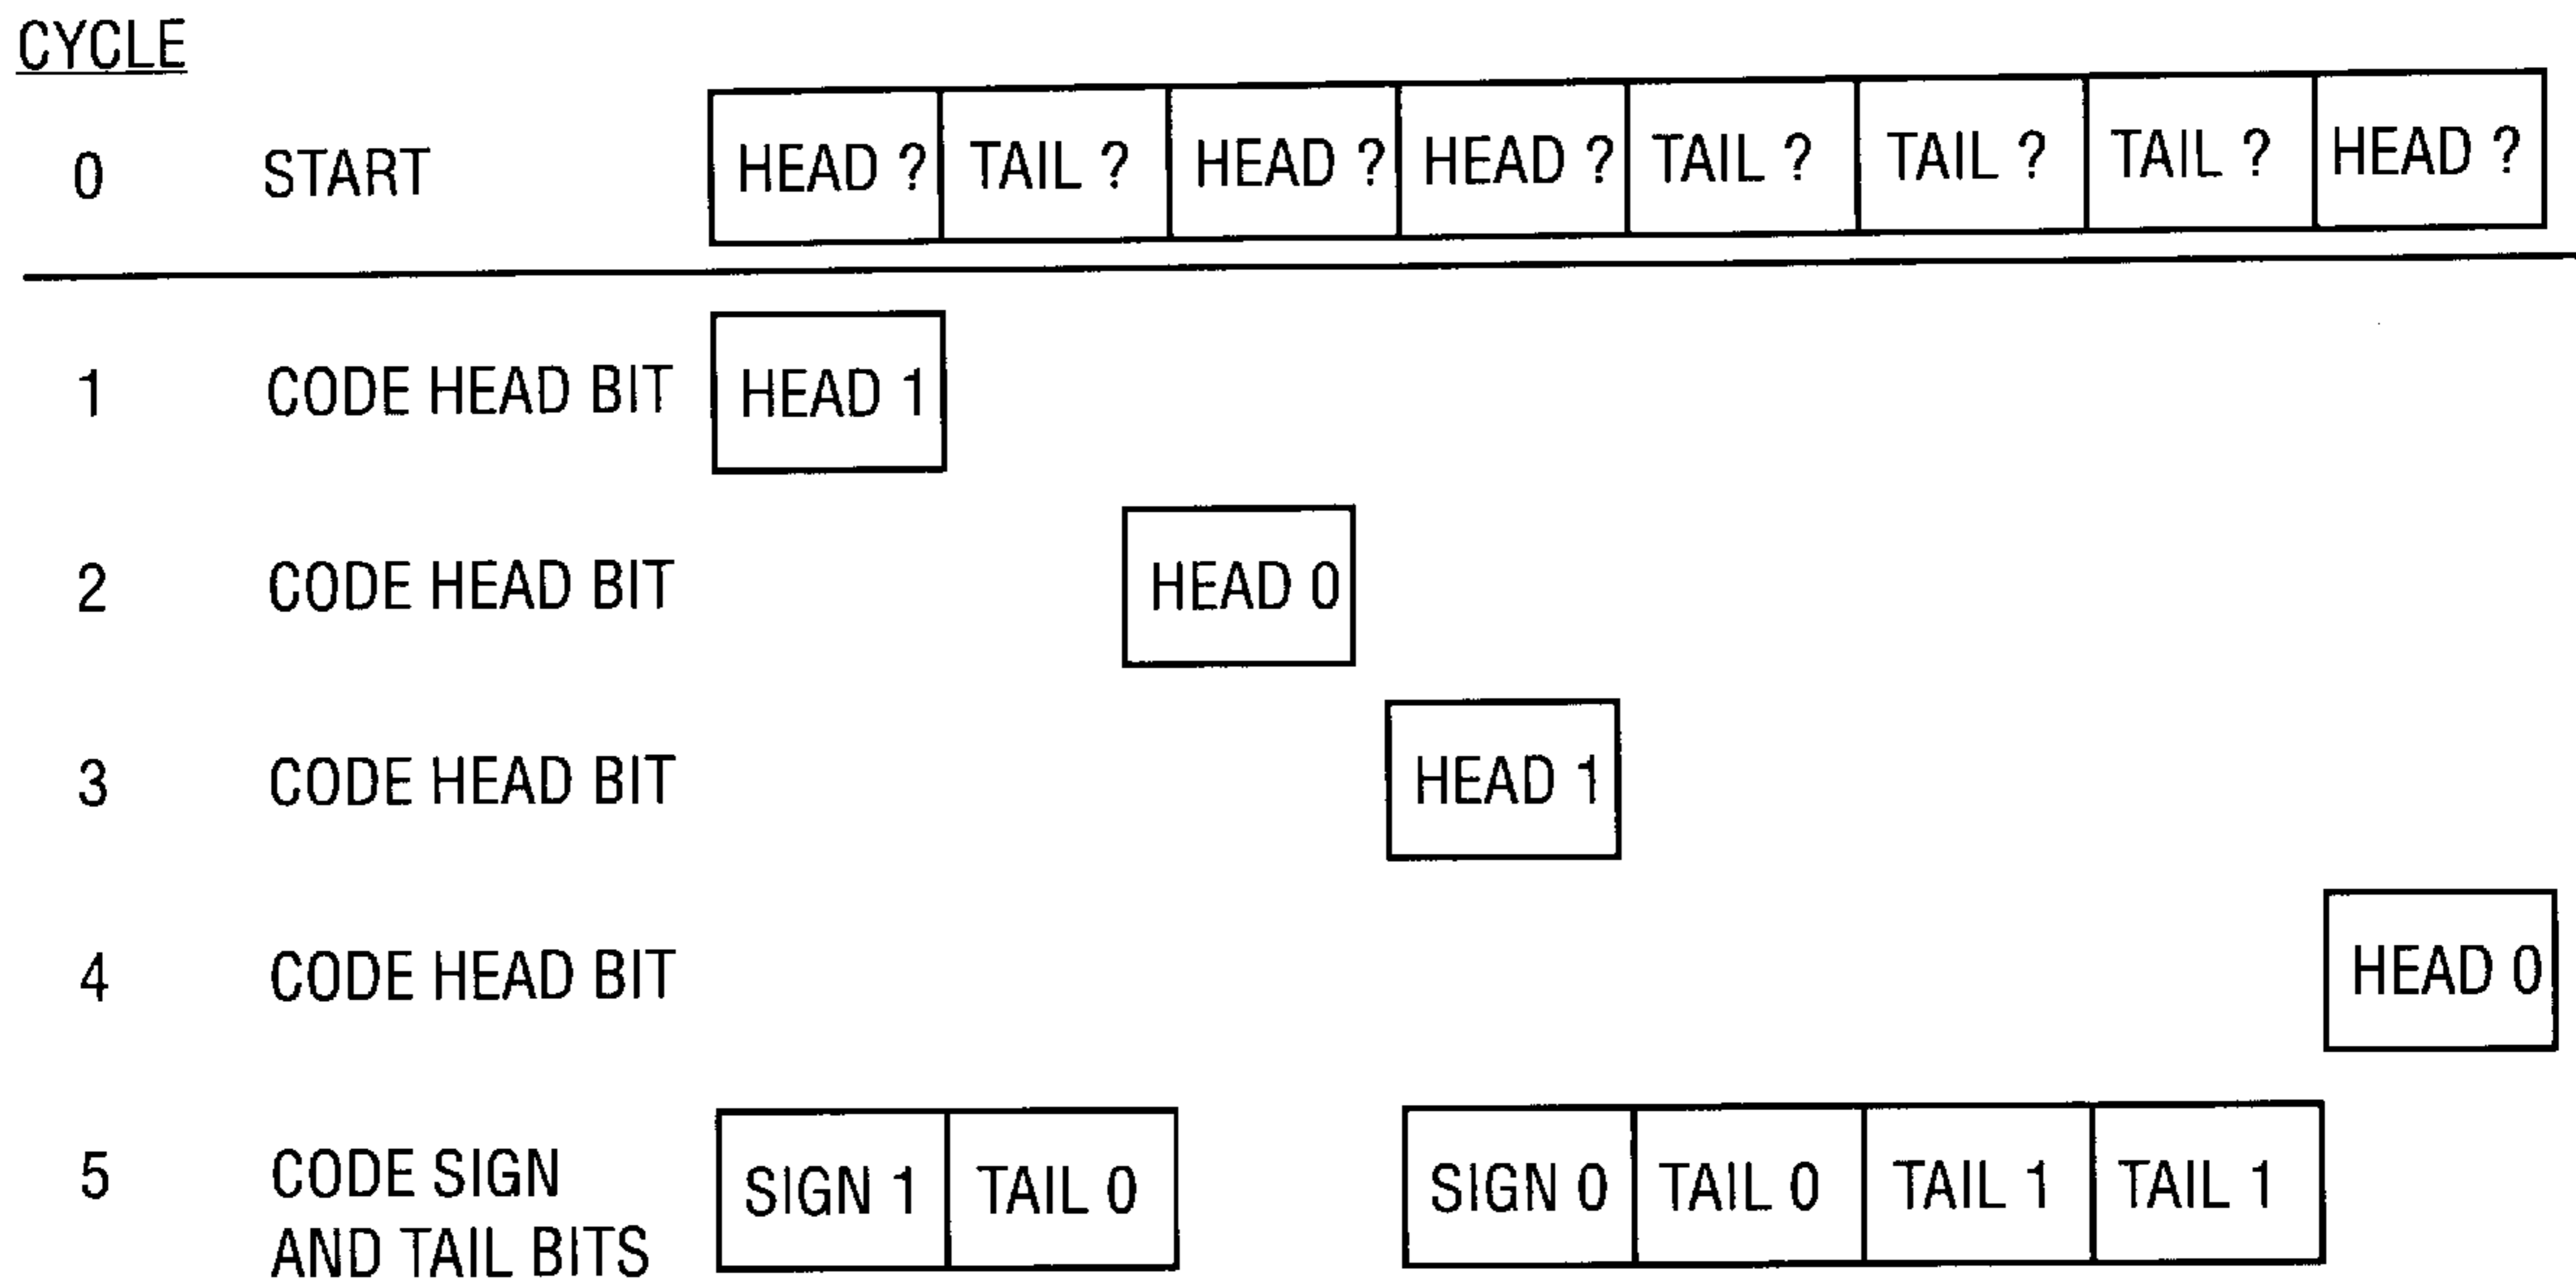 CYCLE
0 START HEAD ? TAIL ? HEAD ? HEAD ? TAIL ? TAIL ? TAIL ? HEAD ?
1 CODE HEAD BIT HEAD 1
2 CODE HEAD BIT HEAD 0
3 CODE HEAD BIT HEAD 1
4 CODE HEAD BIT HEAD 0
5 CODE SIGN SIGN 1 TAIL 0 SIGN 0 TAIL 0 TAIL 1 TAIL 1
AND TAIL BITS